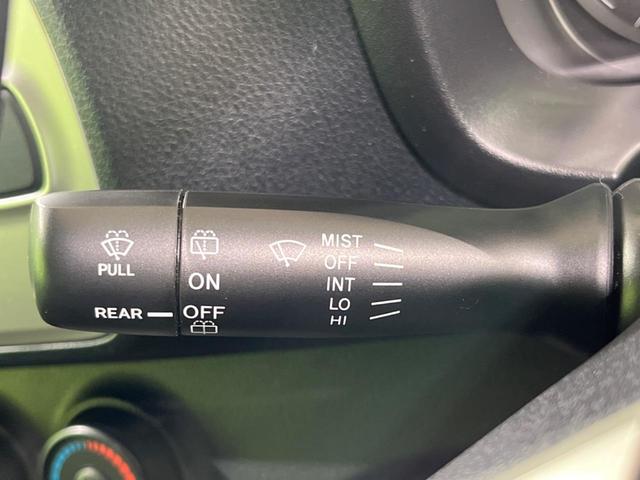 PULL
REAR
ON
OFF
MIST
OFF
INT
LO
HI